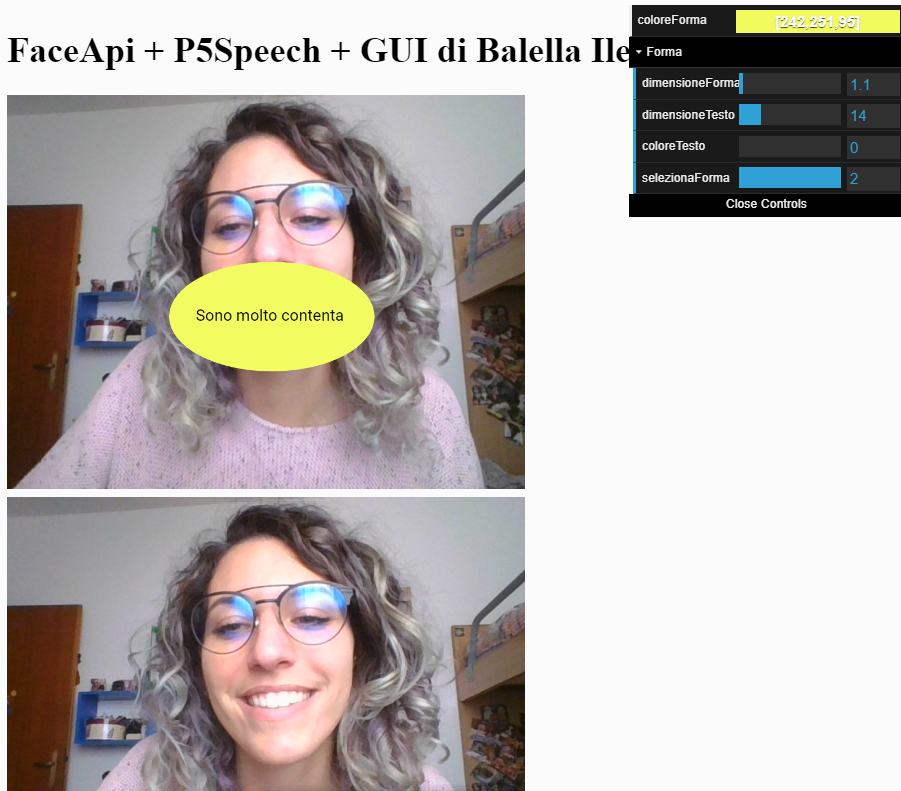 FaceApi + P5Speech + GUI di Balella Ile
coloreForma [242,251,95]
Forma
dimensioneForma 1.1
dimensioneTesto 14
coloreTesto 0
selezionaForma 2
Close Controls
Sono molto contenta